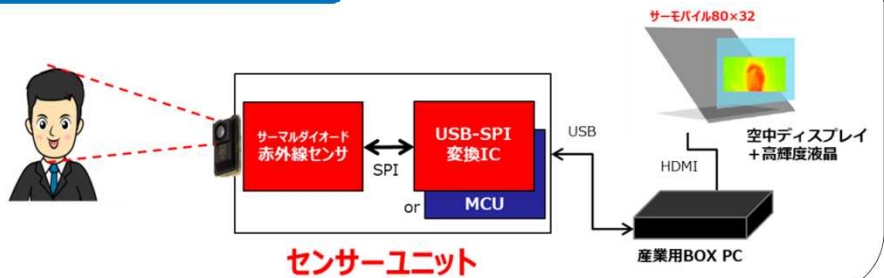 サーモパイル80×32
サーマルダイオード
赤外線センサ
SPI
USB-SPI
変換IC
or
MCU
USB
HDMI
空中ディスプレイ
＋高輝度液晶
産業用BOX PC
センサーユニット